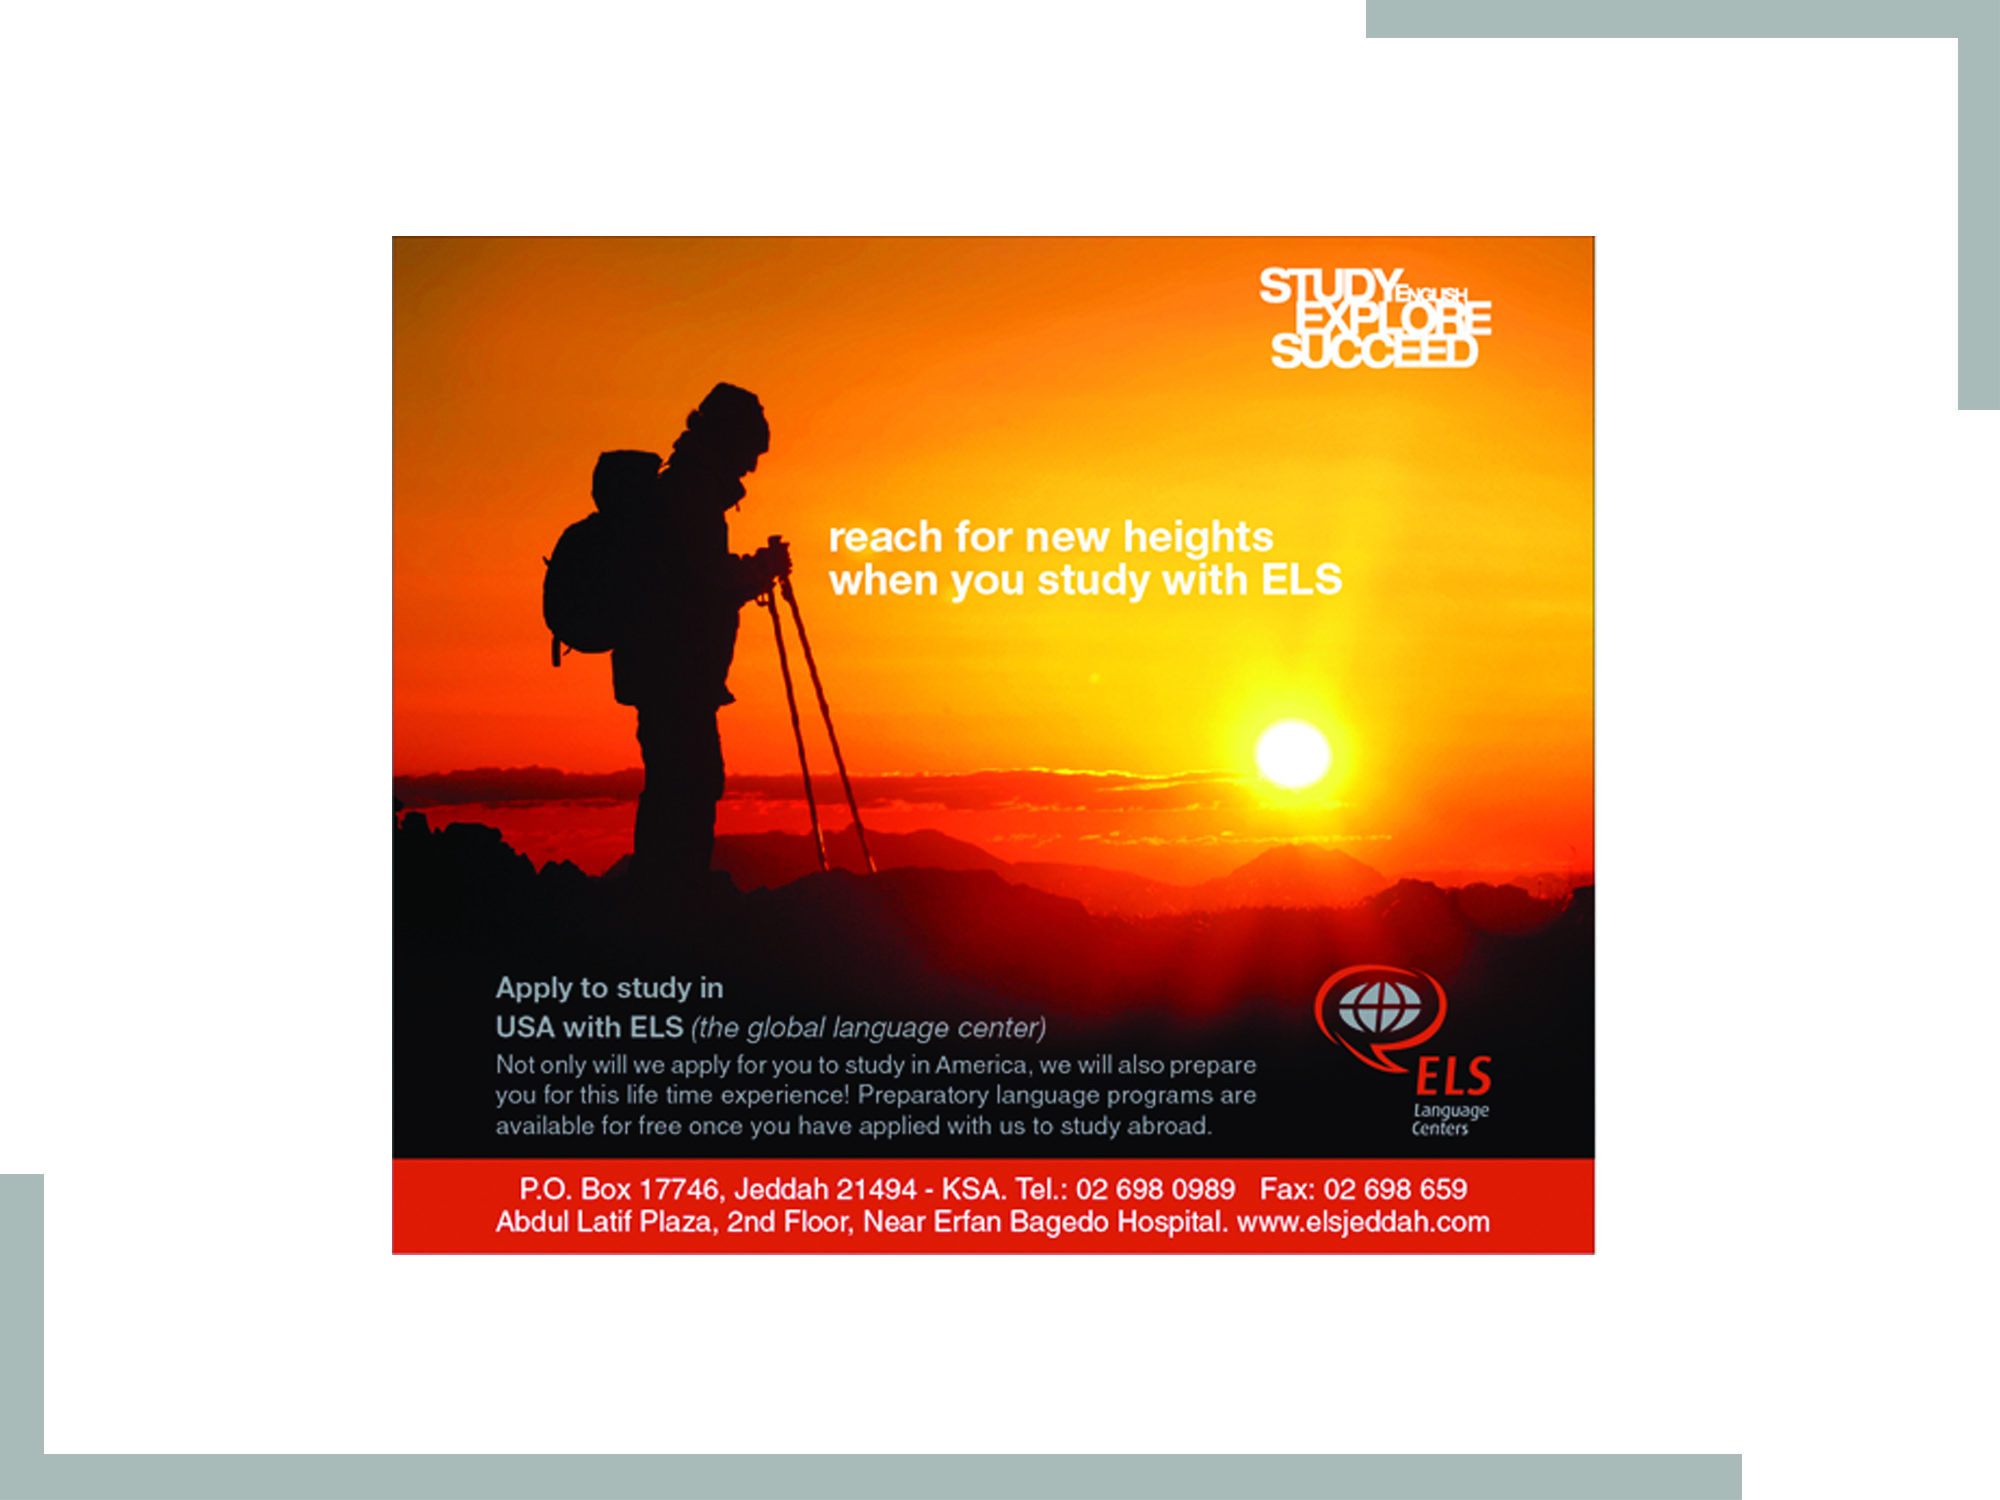 STUDY ENGLISH
EXPLORE
SUCCEED
reach for new heights
when you study with ELS
Apply to study in
USA with ELS (the global language center)
Not only will we apply for you to study in America, we will also prepare
you for this life time experience! Preparatory language programs are
available for free once you have applied with us to study abroad.
ELS
Language
Centers
P.O. Box 17746, Jeddah 21494 - KSA. Tel.: 02 698 0989 Fax: 02 698 659
Abdul Latif Plaza, 2nd Floor, Near Erfan Bagedo Hospital. www.elsjeddah.com